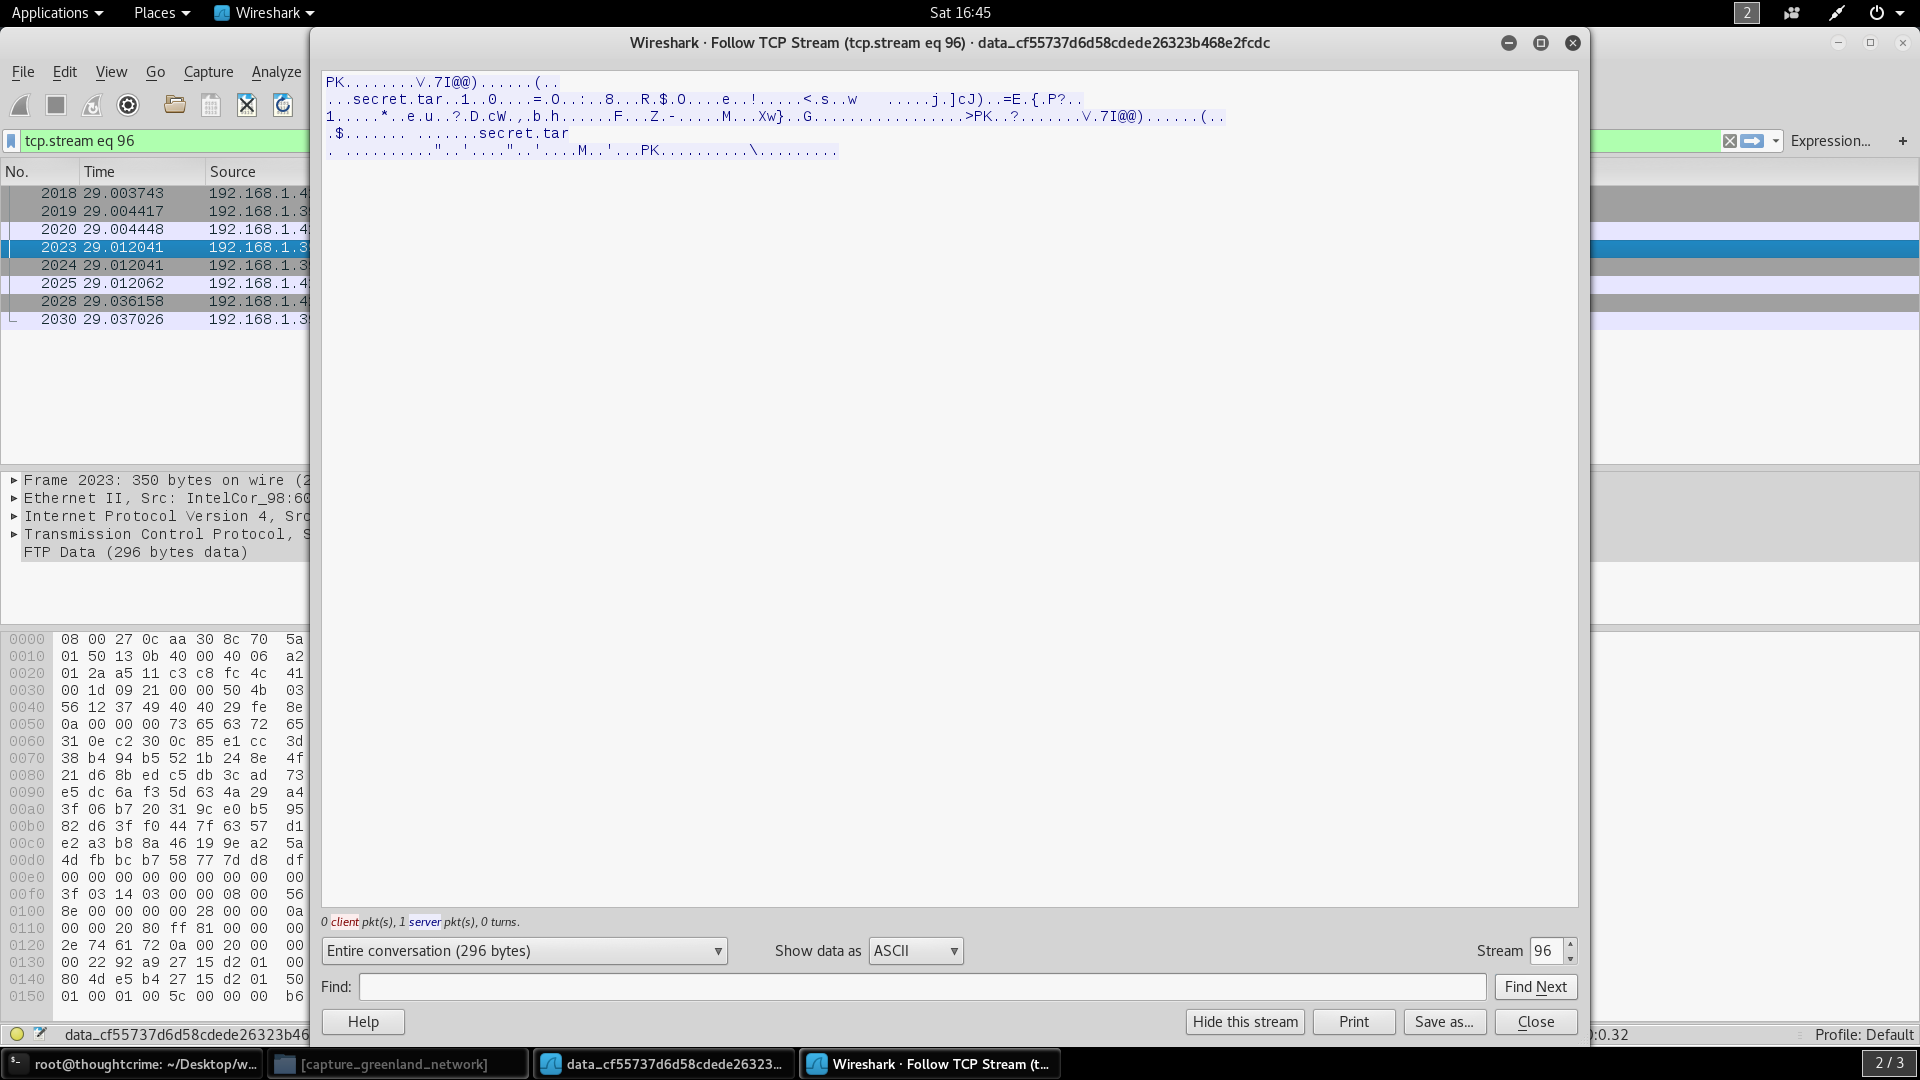 Applications Places Wireshark Sat 16:45 2
Wireshark · Follow TCP Stream (tcp.stream eq 96) · data_cf55737d6d58cdede26323b468e2fcdc
File Edit View Go Capture Analyze
tcp.stream eq 96
Expression... +
No. Time Source
2018 29.003743 192.168.1.4
2019 29.004417 192.168.1.3
2020 29.004448 192.168.1.4
2023 29.012041 192.168.1.3
2024 29.012041 192.168.1.3
2025 29.012062 192.168.1.4
2028 29.036158 192.168.1.4
2030 29.037026 192.168.1.3
PK........V.7I@@)......(..
...secret.tar..1..0....=.O..:..8...R.$.O....e..!.....<.s..w .....j.]cJ)..=E.{.P?..
1.....*..e.u..?.D.cW.,.b.h......F...Z.-.....M...Xw}..G.................>PK..?.......V.7I@@)......(..
.$....... .......secret.tar
. .........."..'...."..'....M..'...PK..........\.........
Frame 2023: 350 bytes on wire (2
Ethernet II, Src: IntelCor_98:60
Internet Protocol Version 4, Src
Transmission Control Protocol, S
FTP Data (296 bytes data)
0000 08 00 27 0c aa 30 8c 70 5a
0010 01 50 13 0b 40 00 40 06 a2
0020 01 2a a5 11 c3 c8 fc 4c 41
0030 00 1d 09 21 00 00 50 4b 03
0040 56 12 37 49 40 40 29 fe 8e
0050 0a 00 00 00 73 65 63 72 65
0060 31 0e c2 30 0c 85 e1 cc 3d
0070 38 b4 94 b5 52 1b 24 8e 4f
0080 21 d6 8b ed c5 db 3c ad 73
0090 e5 dc 6a f3 5d 63 4a 29 a4
00a0 3f 06 b7 20 31 9c e0 b5 95
00b0 82 d6 3f f0 44 7f 63 57 d1
00c0 e2 a3 b8 8a 46 19 9e a2 5a
00d0 4d fb bc b7 58 77 7d d8 df
00e0 00 00 00 00 00 00 00 00 00
00f0 3f 03 14 03 00 00 08 00 56
0100 8e 00 00 00 00 28 00 00 0a
0110 00 00 20 80 ff 81 00 00 00
0120 2e 74 61 72 0a 00 20 00 00
0130 00 22 92 a9 27 15 d2 01 00
0140 80 4d e5 b4 27 15 d2 01 50
0150 01 00 01 00 5c 00 00 00 b6
0 client pkt(s), 1 server pkt(s), 0 turns.
Entire conversation (296 bytes) Show data as ASCII Stream 96
Find: Find Next
Help Hide this stream Print Save as... Close
data_cf55737d6d58cdede26323b46 0:0.32 Profile: Default
root@thoughtcrime: ~/Desktop/w... [capture_greenland_network] data_cf55737d6d58cdede26323... Wireshark · Follow TCP Stream (t... 2 / 3